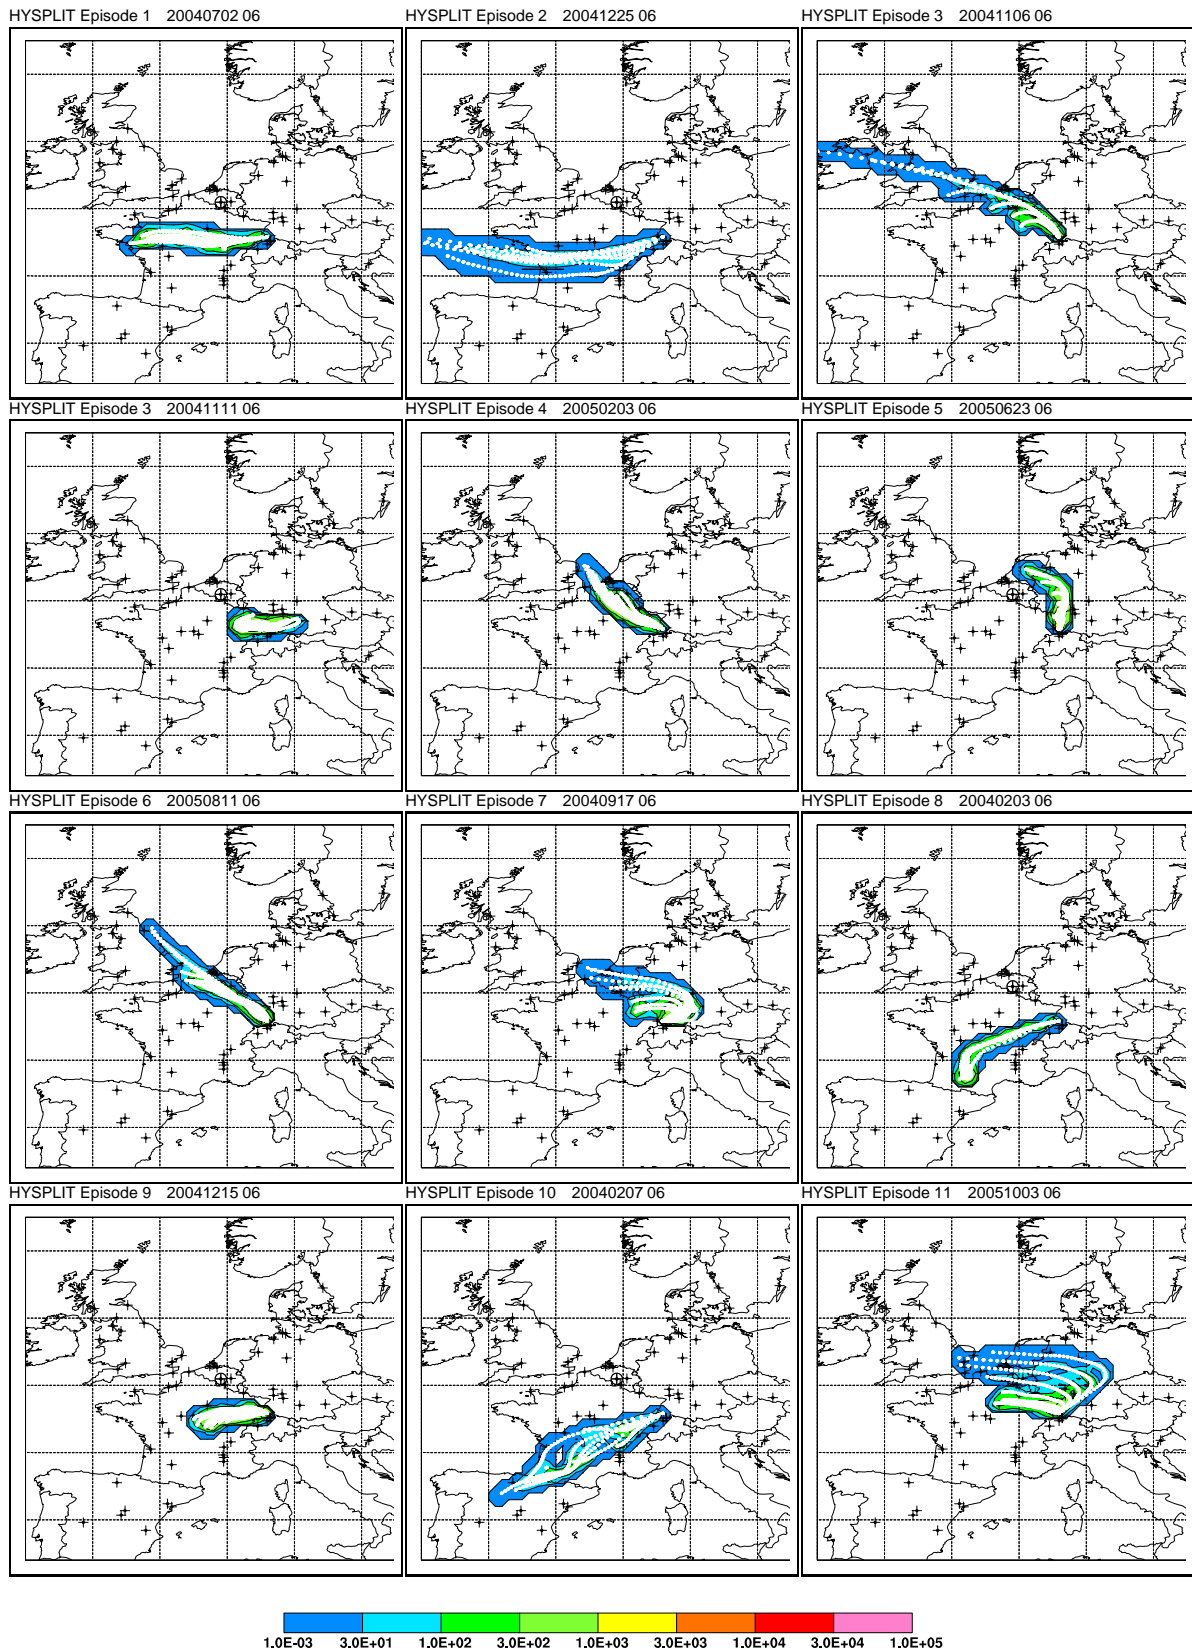 HYSPLIT Episode 1 20040702 06
HYSPLIT Episode 2 20041225 06
HYSPLIT Episode 3 20041106 06
HYSPLIT Episode 3 20041111 06
HYSPLIT Episode 4 20050203 06
HYSPLIT Episode 5 20050623 06
HYSPLIT Episode 6 20050811 06
HYSPLIT Episode 7 20040917 06
HYSPLIT Episode 8 20040203 06
HYSPLIT Episode 9 20041215 06
HYSPLIT Episode 10 20040207 06
HYSPLIT Episode 11 20051003 06
1.0E-03 3.0E+01 1.0E+02 3.0E+02 1.0E+03 3.0E+03 1.0E+04 3.0E+04 1.0E+05